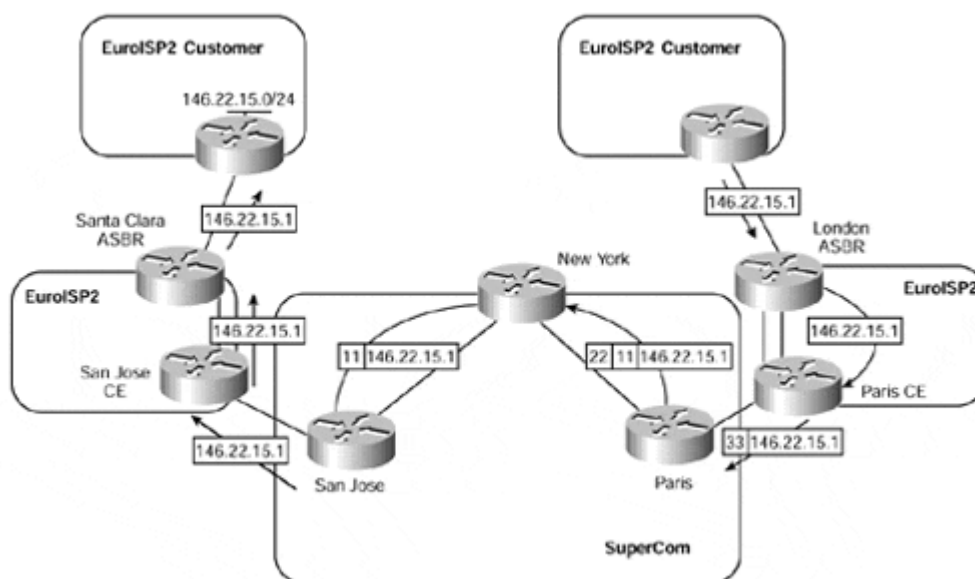 EuroISP2 Customer
146.22.15.0/24
EuroISP2 Customer
146.22.15.1
146.22.15.1
Santa Clara
ASBR
London
ASBR
New York
EuroISP2
EuroISP2
146.22.15.1
146.22.15.1
11 146.22.15.1
22 11 146.22.15.1
San Jose
CE
Paris CE
146.22.15.1
33 146.22.15.1
San Jose
Paris
SuperCom